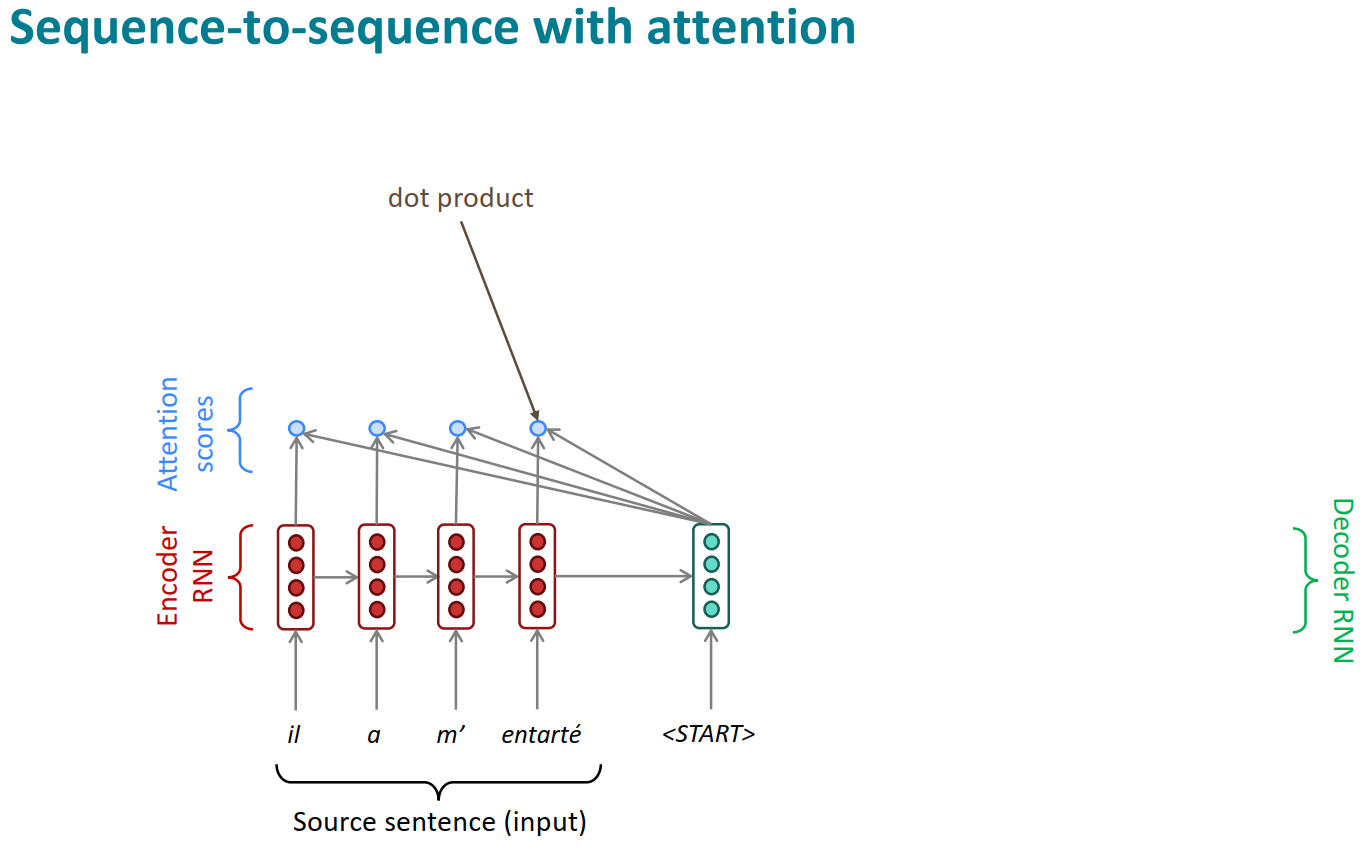 Sequence-to-sequence with attention
dot product
Attention
scores
Encoder
RNN
Decoder RNN
il a m’ entarté <START>
Source sentence (input)